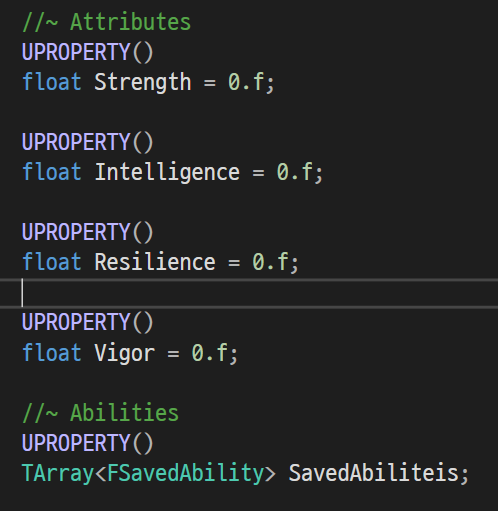 //~ Attributes
UPROPERTY()
float Strength = 0.f;
UPROPERTY()
float Intelligence = 0.f;
UPROPERTY()
float Resilience = 0.f;
UPROPERTY()
float Vigor = 0.f;
//~ Abilities
UPROPERTY()
TArray<FSavedAbility> SavedAbiliteis;